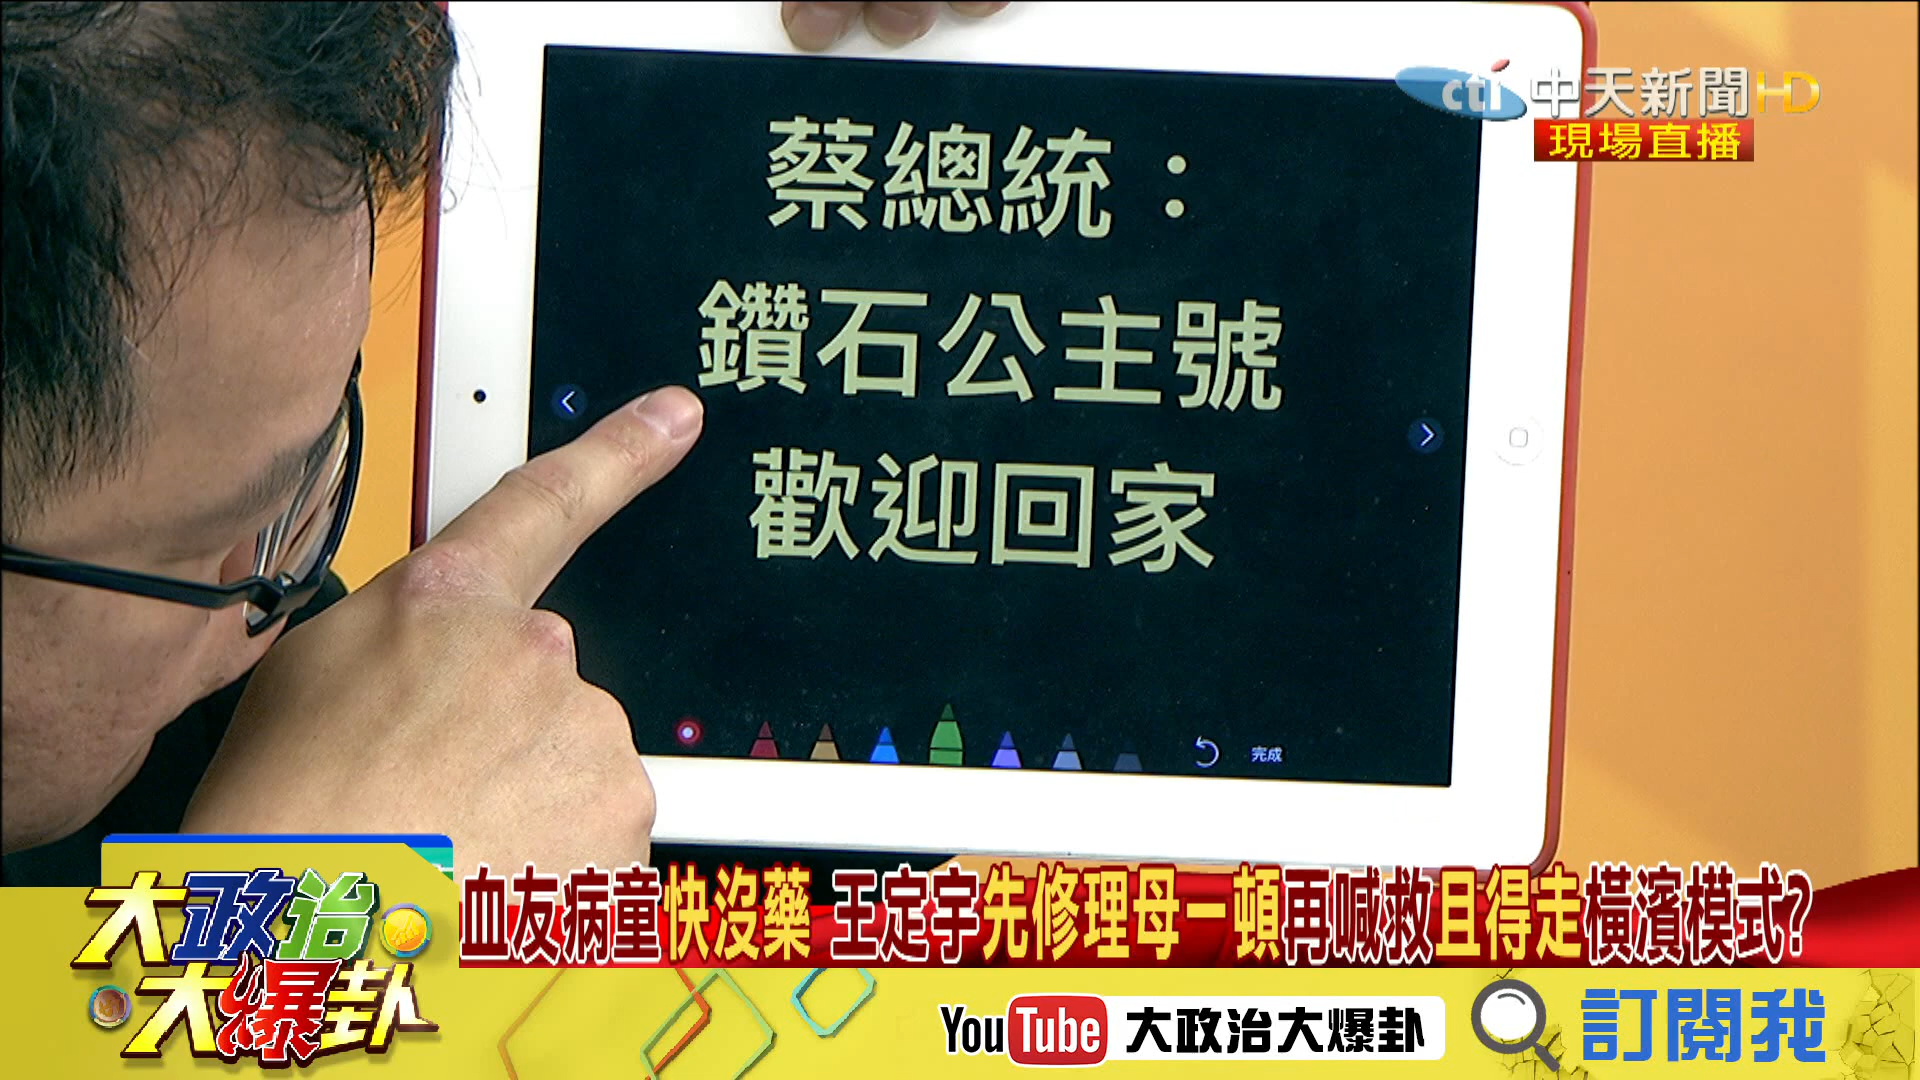 cti 中天新聞HD
現場直播
蔡總統：
鑽石公主號
歡迎回家
完成
大政治
大爆卦
血友病童快沒藥 王定宇先修理母一頓再喊救且得走橫濱模式?
YouTube 大政治大爆卦
訂閱我